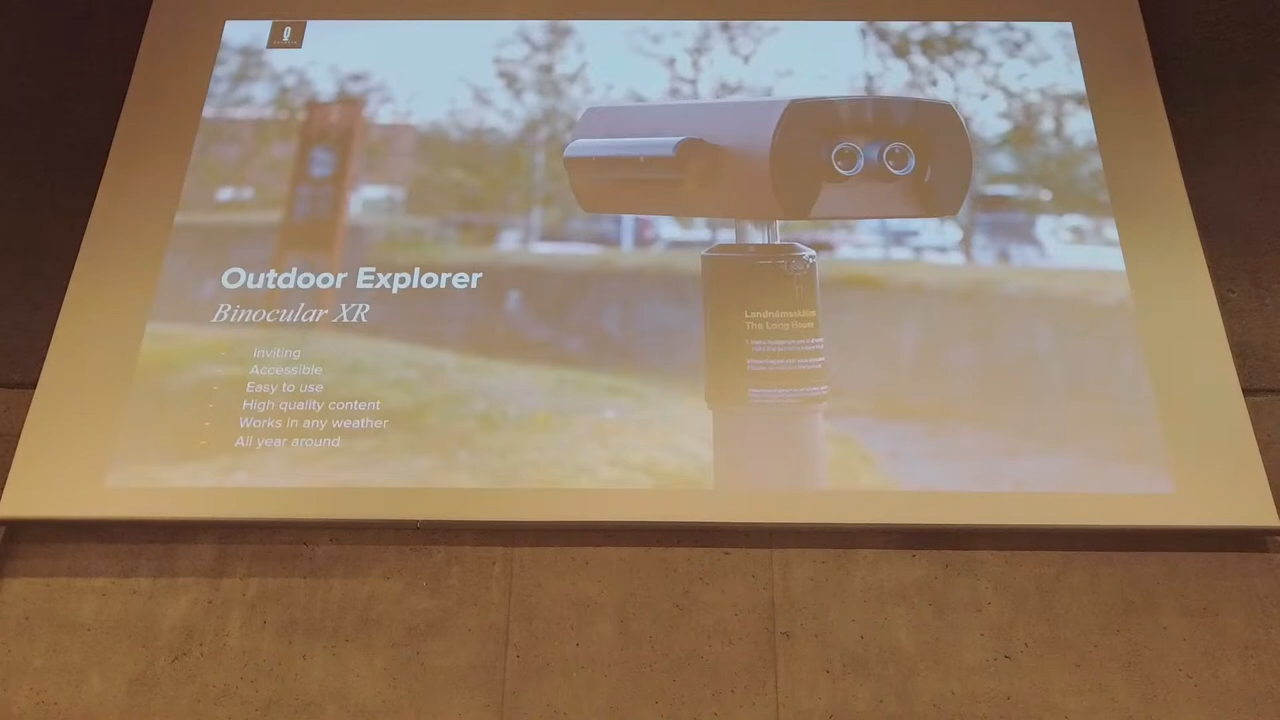 Outdoor Explorer
Binocular XR
- Inviting
- Accessible
- Easy to use
- High quality content
- Works in any weather
- All year around
The Long House